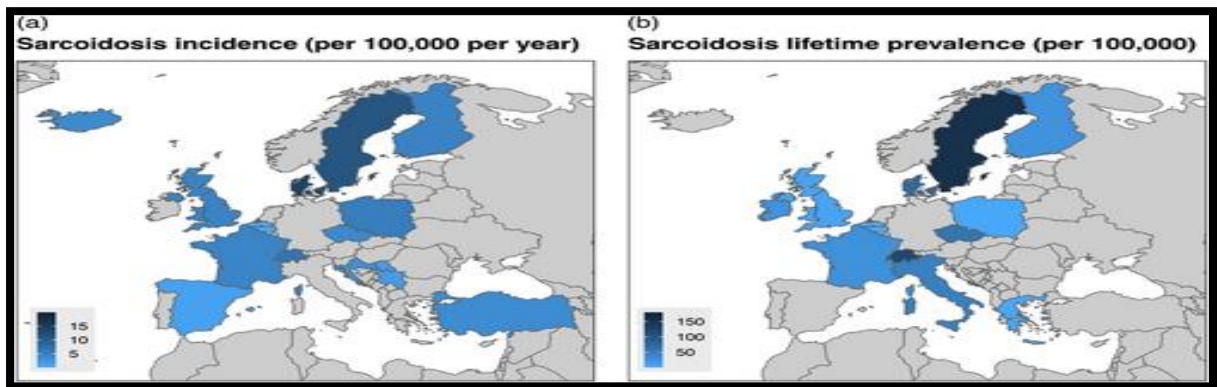 (a)
Sarcoidosis incidence (per 100,000 per year)
15
10
5
(b)
Sarcoidosis lifetime prevalence (per 100,000)
150
100
50